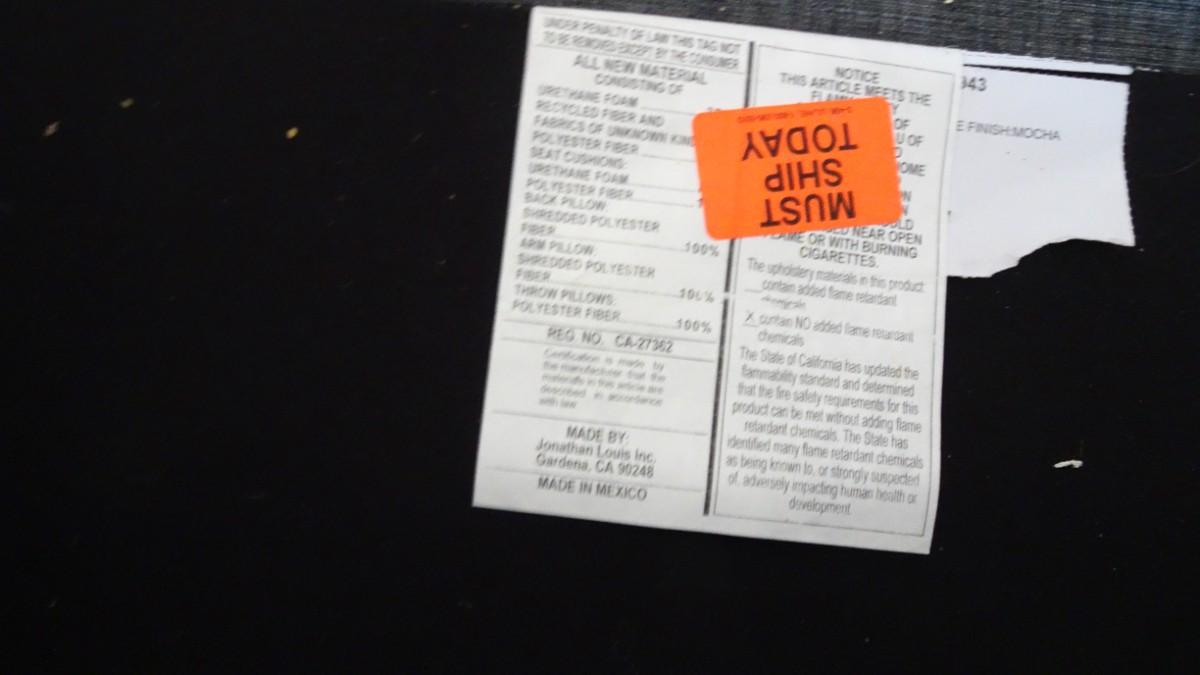 UNDER PENALTY OF LAW THIS TAG NOT
TO BE REMOVED EXCEPT BY THE CONSUMER
ALL NEW MATERIAL
CONSISTING OF
URETHANE FOAM
RECYCLED FIBER AND
FABRICS OF UNKNOWN KIND
POLYESTER FIBER
SEAT CUSHIONS:
URETHANE FOAM
POLYESTER FIBER
BACK PILLOW:
SHREDDED POLYESTER
FIBER 100%
ARM PILLOW:
SHREDDED POLYESTER
FIBER 100%
THROW PILLOWS:
POLYESTER FIBER 100%
REG. NO. CA-27362
Certification is made by
the manufacturer that the
materials in this article are
described in accordance
with law
MADE BY:
Jonathan Louis Inc.
Gardena, CA 90248
MADE IN MEXICO
NOTICE
THIS ARTICLE MEETS THE
OF
U OF
NEAR OPEN
FLAME OR WITH BURNING
CIGARETTES.
The upholstery materials in this product:
contain added flame retardant
chemicals
X contain NO added flame retardant
chemicals
The State of California has updated the
flammability standard and determined
that the fire safety requirements for this
product can be met without adding flame
retardant chemicals. The State has
identified many flame retardant chemicals
as being known to, or strongly suspected
of, adversely impacting human health or
development.
MUST
SHIP
TODAY
943
E FINISH:MOCHA